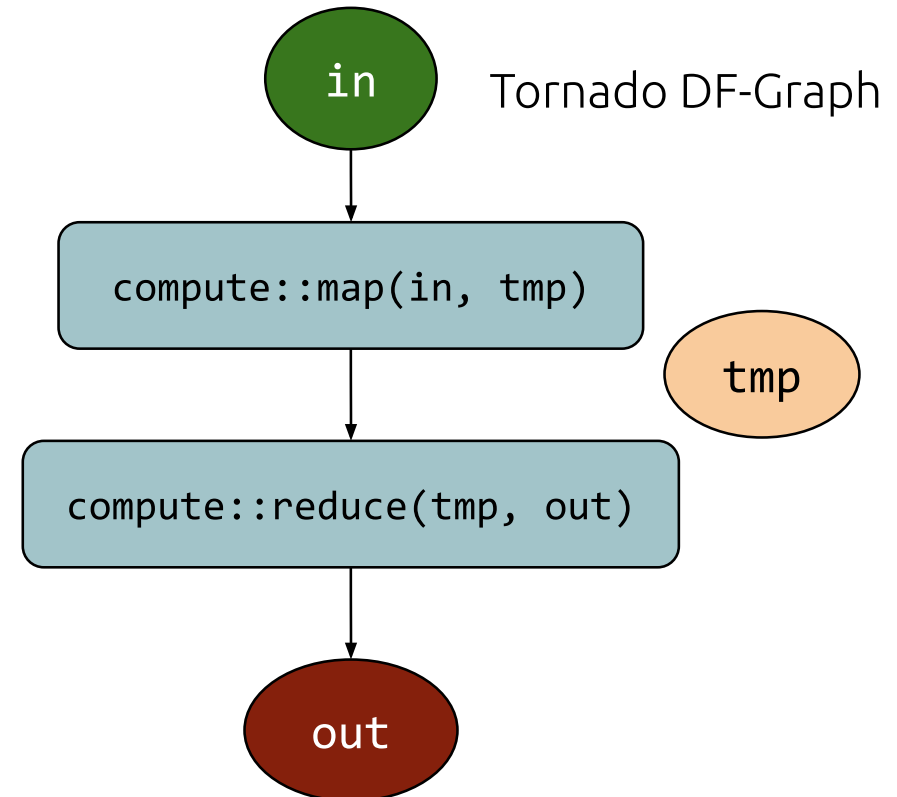 in
Tornado DF-Graph
compute::map(in, tmp)
tmp
compute::reduce(tmp, out)
out